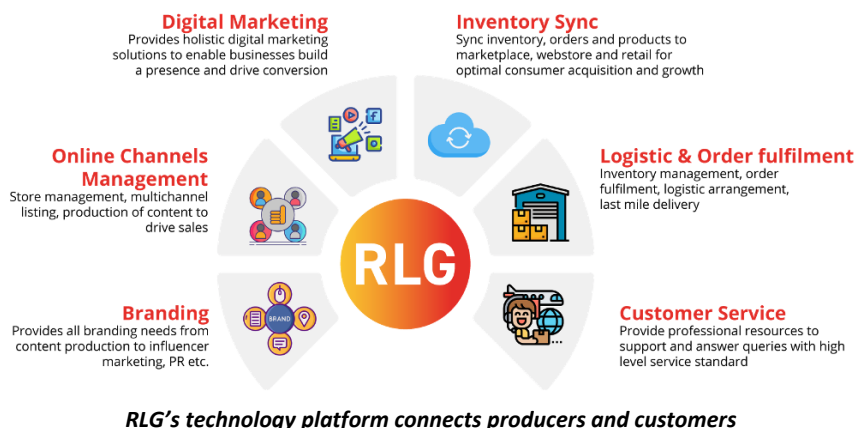 Digital Marketing
Provides holistic digital marketing
solutions to enable businesses build
a presence and drive conversion
Inventory Sync
Sync inventory, orders and products to
marketplace, webstore and retail for
optimal consumer acquisition and growth
Online Channels
Management
Store management, multichannel
listing, production of content to
drive sales
Logistic & Order fulfilment
Inventory management, order
fulfilment, logistic arrangement,
last mile delivery
RLG
Branding
Provides all branding needs from
content production to influencer
marketing, PR etc.
BRAND
Customer Service
Provide professional resources to
support and answer queries with high
level service standard
RLG's technology platform connects producers and customers